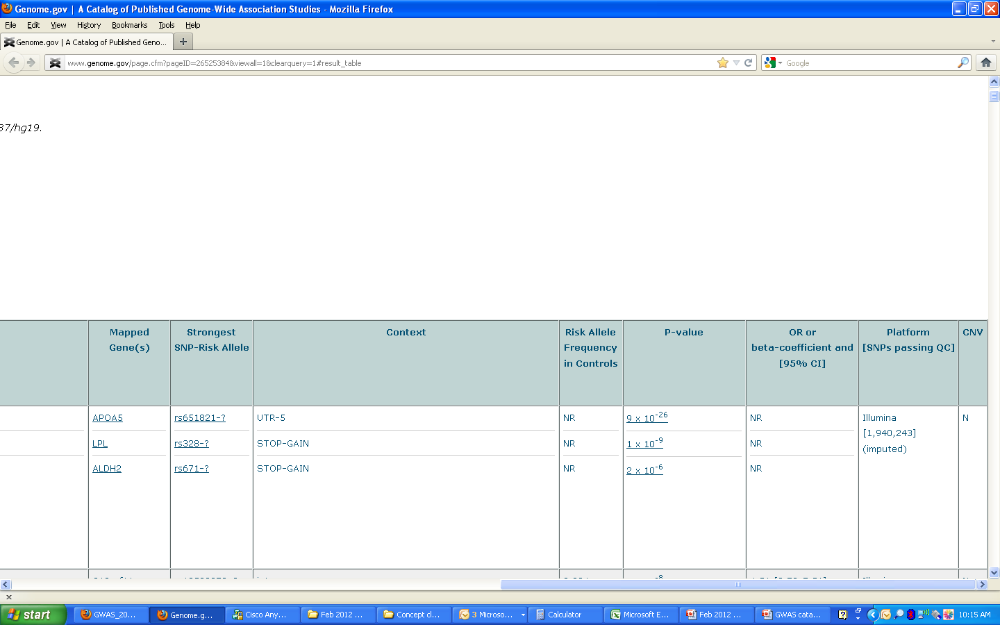 Genome.gov | A Catalog of Published Genome-Wide Association Studies - Mozilla Firefox
File Edit View History Bookmarks Tools Help
Genome.gov | A Catalog of Published Geno...
www.genome.gov/page.cfm?pageID=26525384&viewall=1&clearquery=1#result_table
Google
37/hg19.
Mapped Gene(s) Strongest SNP-Risk Allele Context Risk Allele Frequency in Controls P-value OR or beta-coefficient and [95% CI] Platform [SNPs passing QC] CNV
APOA5 rs651821-? UTR-5 NR 9 x 10-26 NR Illumina [1,940,243] (imputed) N
LPL rs328-? STOP-GAIN NR 1 x 10-9 NR
ALDH2 rs671-? STOP-GAIN NR 2 x 10-6 NR
start GWAS_20... Genome.g... Cisco Any... Feb 2012 ... Concept cl... 3 Microso... Calculator Microsoft E... Feb 2012 ... GWAS cata... 10:15 AM